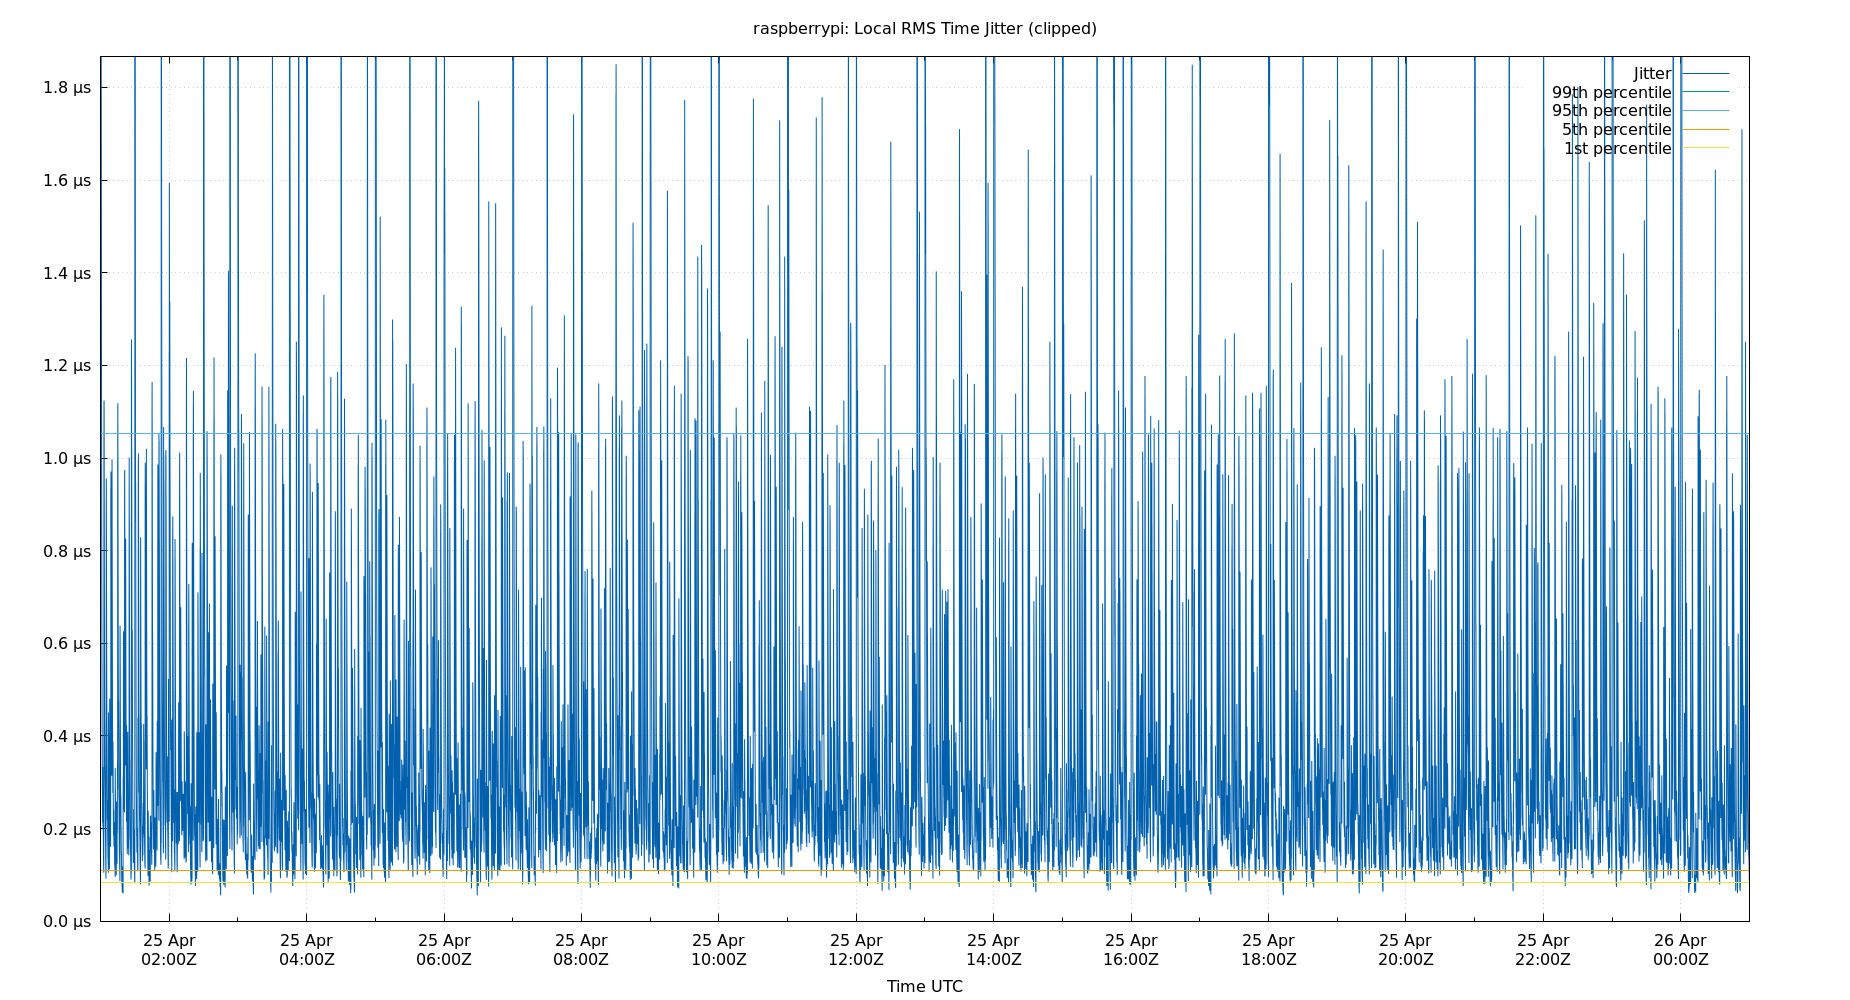 raspberrypi: Local RMS Time Jitter (clipped)
Jitter
99th percentile
95th percentile
5th percentile
1st percentile
1.8 µs
1.6 µs
1.4 µs
1.2 µs
1.0 µs
0.8 µs
0.6 µs
0.4 µs
0.2 µs
0.0 µs
25 Apr 25 Apr 25 Apr 25 Apr 25 Apr 25 Apr 25 Apr 25 Apr 25 Apr 25 Apr 25 Apr 26 Apr
02:00Z 04:00Z 06:00Z 08:00Z 10:00Z 12:00Z 14:00Z 16:00Z 18:00Z 20:00Z 22:00Z 00:00Z
Time UTC